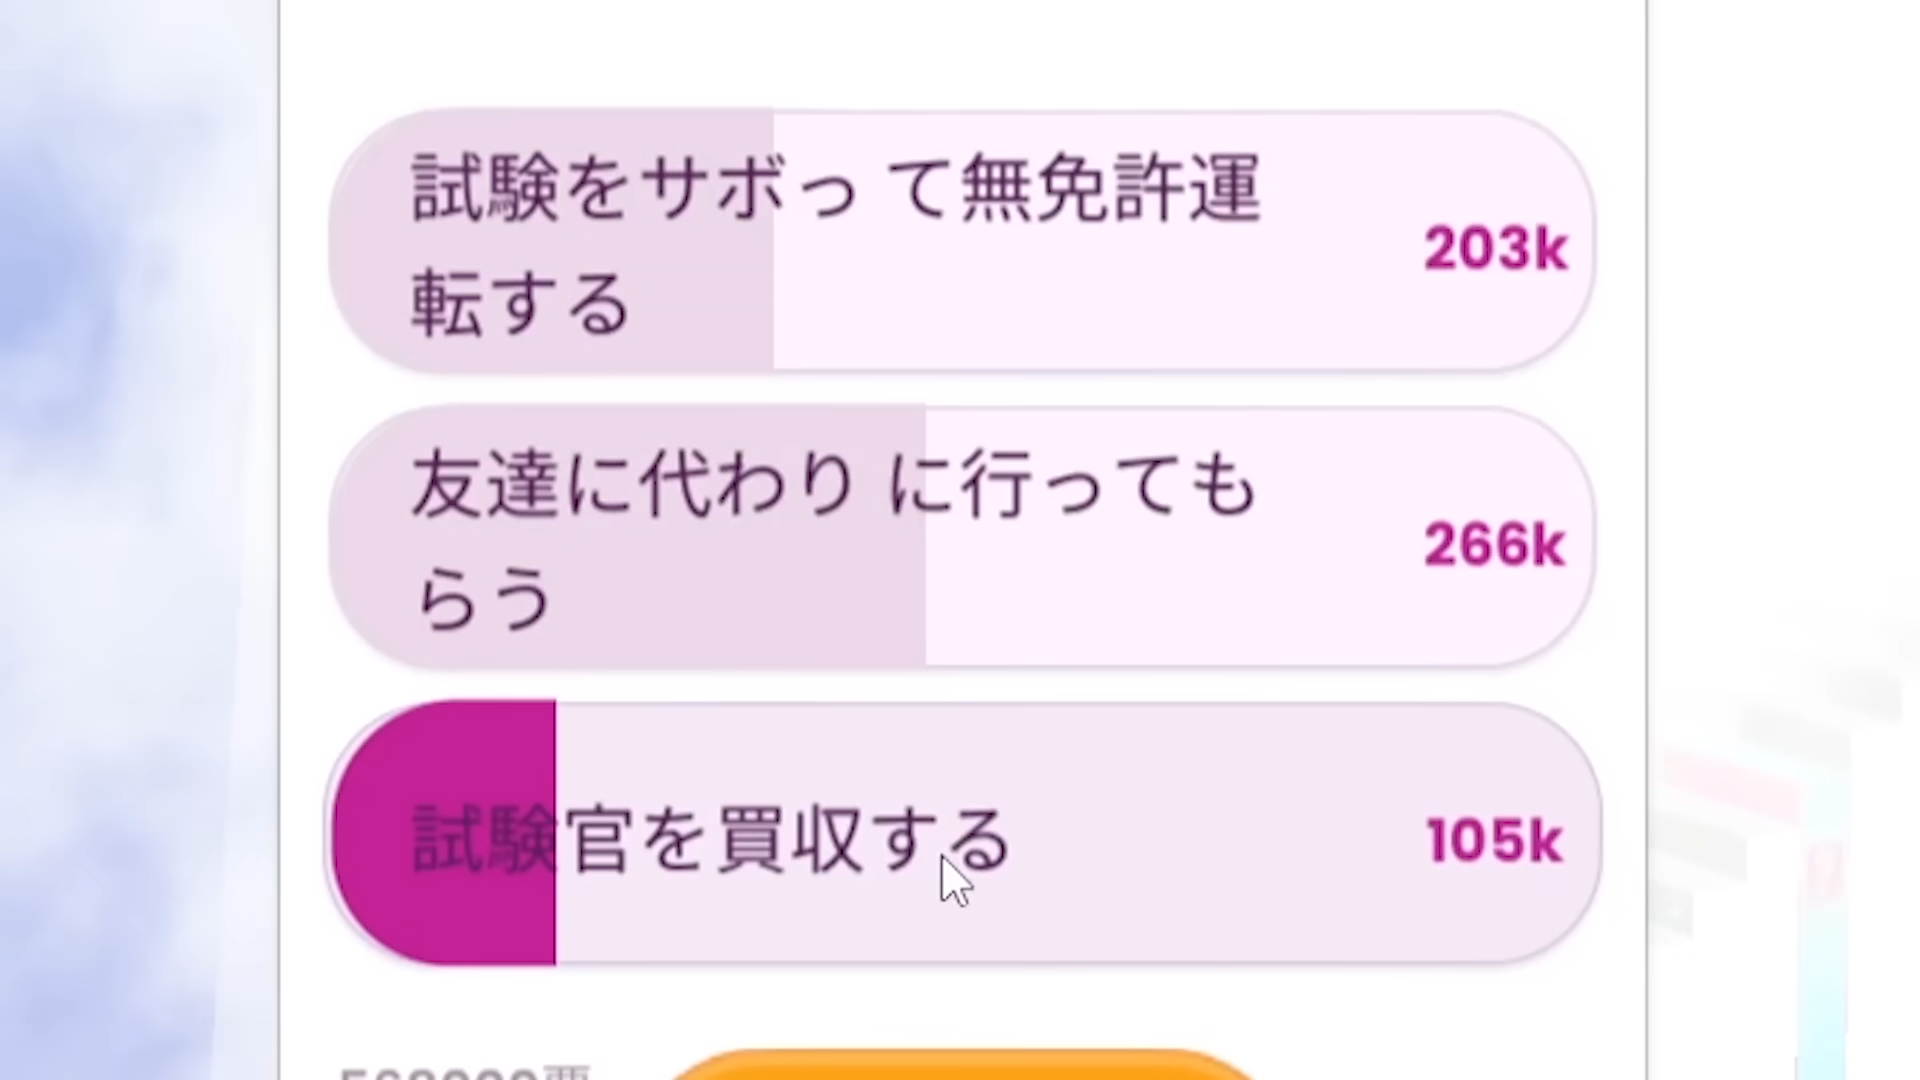 試験をサボっ て無免許運
転する
203k
友達に代わり に行っても
らう
266k
試験官を買収する
105k